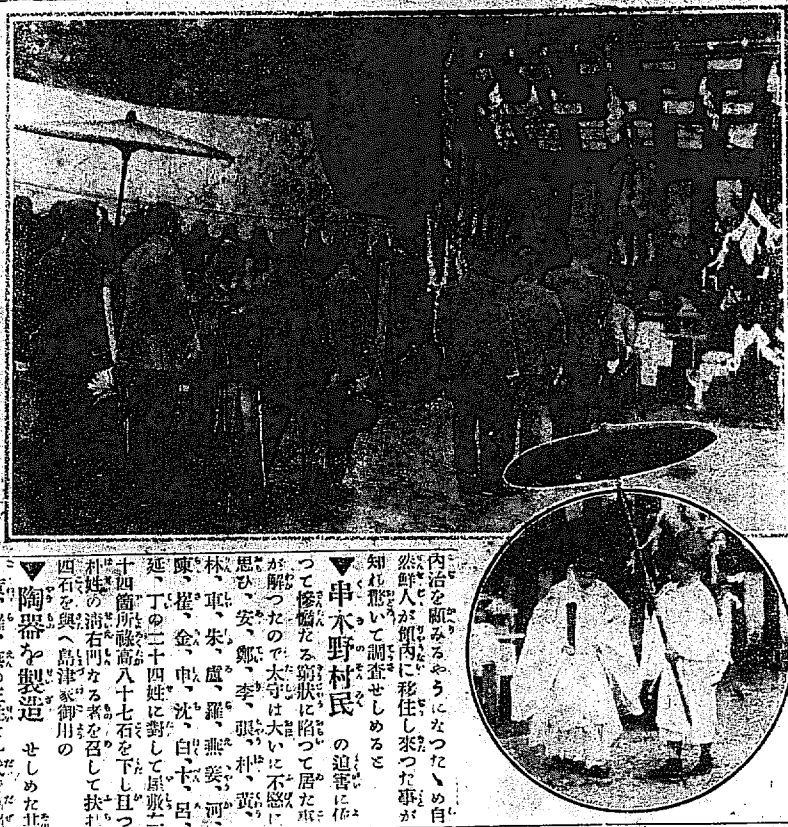 内治を顧みるやうになつたゝめ自
然鮮人が領内に移住し来つた事が
知れ驚いて調査せしめると
▼串木野村民 の迫害に依
つて惨憺たる窮状に陥つて居た事
が解つたので太守は大いに不愍に
思ひ、安、鄭、李、張、朴、黄、
林、車、朱、盧、羅、燕、姜、河、
陳、崔、金、申、沈、白、卞、呂、
延、丁の二十四姓に對して屋敷二
十四箇所祿高八十七石を下し且つ
朴姓の清右門なる者を召して扶持
四石を與へ島津家御用の
▼陶器を製造 せしめた